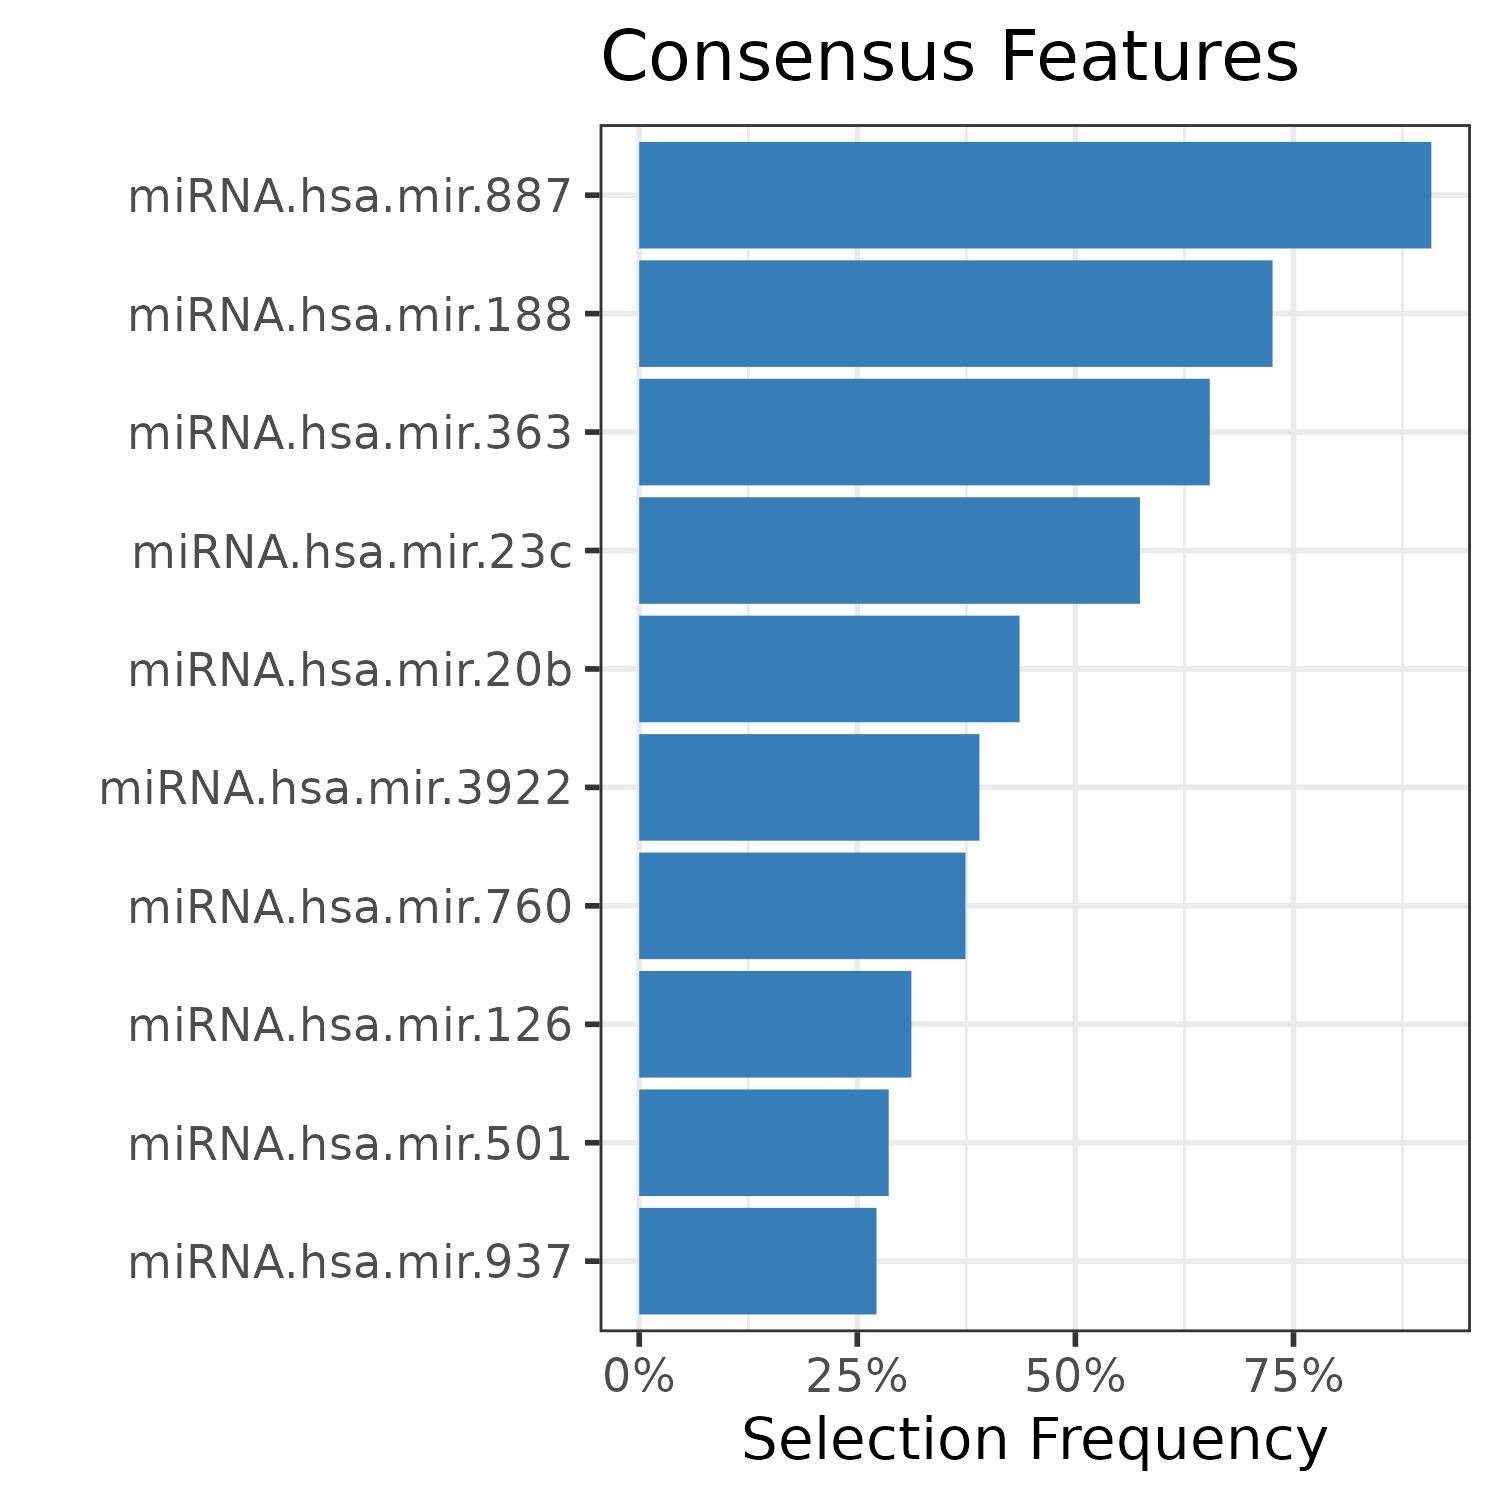 Consensus Features
miRNA.hsa.mir.887
miRNA.hsa.mir.188
miRNA.hsa.mir.363
miRNA.hsa.mir.23c
miRNA.hsa.mir.20b
miRNA.hsa.mir.3922
miRNA.hsa.mir.760
miRNA.hsa.mir.126
miRNA.hsa.mir.501
miRNA.hsa.mir.937
0% 25% 50% 75%
Selection Frequency